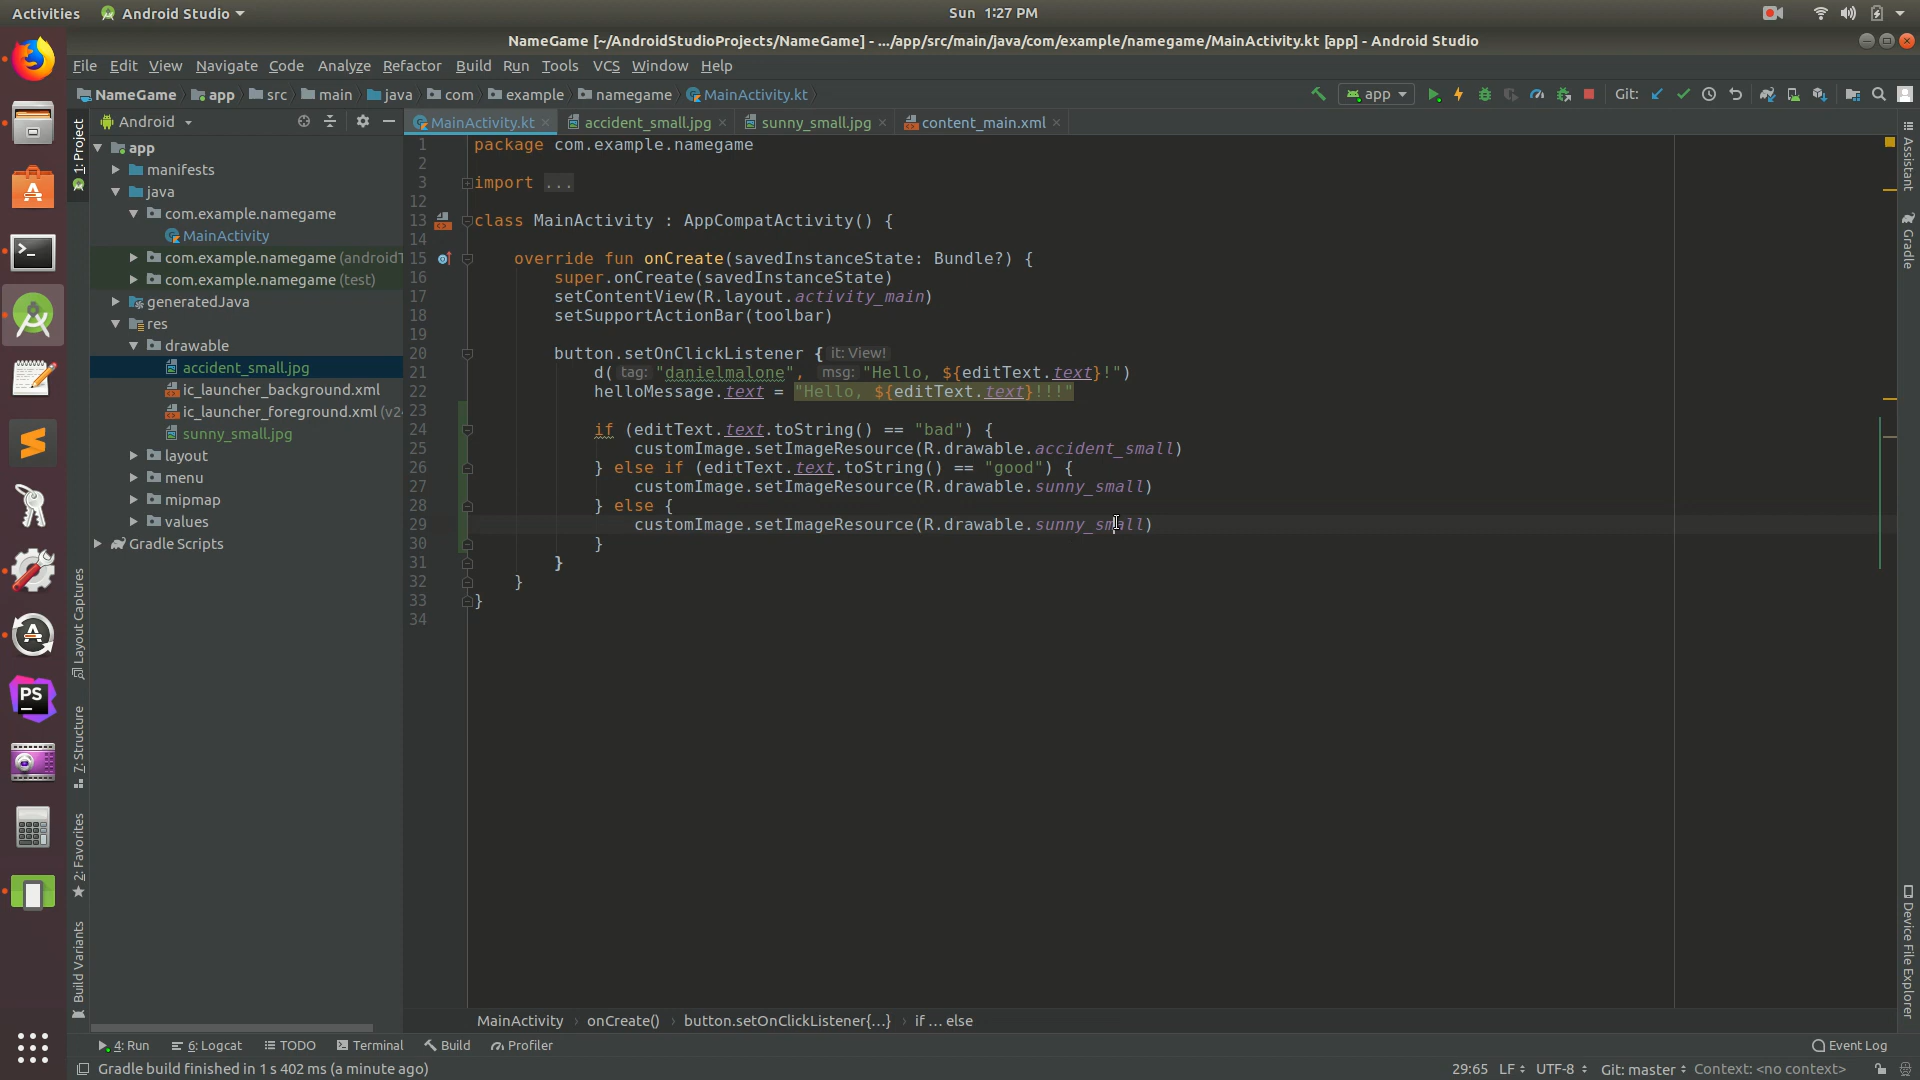 Activities Android Studio Sun 1:27 PM
NameGame [~/AndroidStudioProjects/NameGame] - .../app/src/main/java/com/example/namegame/MainActivity.kt [app] - Android Studio
File Edit View Navigate Code Analyze Refactor Build Run Tools VCS Window Help
NameGame app src main java com example namegame MainActivity.kt app Git:
Android MainActivity.kt accident_small.jpg sunny_small.jpg content_main.xml
1: Project
Layout Captures
7: Structure
2: Favorites
Build Variants
app
manifests
java
com.example.namegame
MainActivity
com.example.namegame (androidT
com.example.namegame (test)
generatedJava
res
drawable
accident_small.jpg
ic_launcher_background.xml
ic_launcher_foreground.xml (v2
sunny_small.jpg
layout
menu
mipmap
values
Gradle Scripts
1 package com.example.namegame
2
3 import ...
12
13 class MainActivity : AppCompatActivity() {
14
15 override fun onCreate(savedInstanceState: Bundle?) {
16 super.onCreate(savedInstanceState)
17 setContentView(R.layout.activity_main)
18 setSupportActionBar(toolbar)
19
20 button.setOnClickListener { it: View!
21 d( tag: "danielmalone", msg: "Hello, ${editText.text}!")
22 helloMessage.text = "Hello, ${editText.text}!!!"
23
24 if (editText.text.toString() == "bad") {
25 customImage.setImageResource(R.drawable.accident_small)
26 } else if (editText.text.toString() == "good") {
27 customImage.setImageResource(R.drawable.sunny_small)
28 } else {
29 customImage.setImageResource(R.drawable.sunny_small)
30 }
31 }
32 }
33 }
34
Assistant
Gradle
Device File Explorer
PS
MainActivity › onCreate() › button.setOnClickListener{...} › if ... else
4: Run 6: Logcat TODO Terminal Build Profiler Event Log
Gradle build finished in 1 s 402 ms (a minute ago) 29:65 LF UTF-8 Git: master Context: <no context>